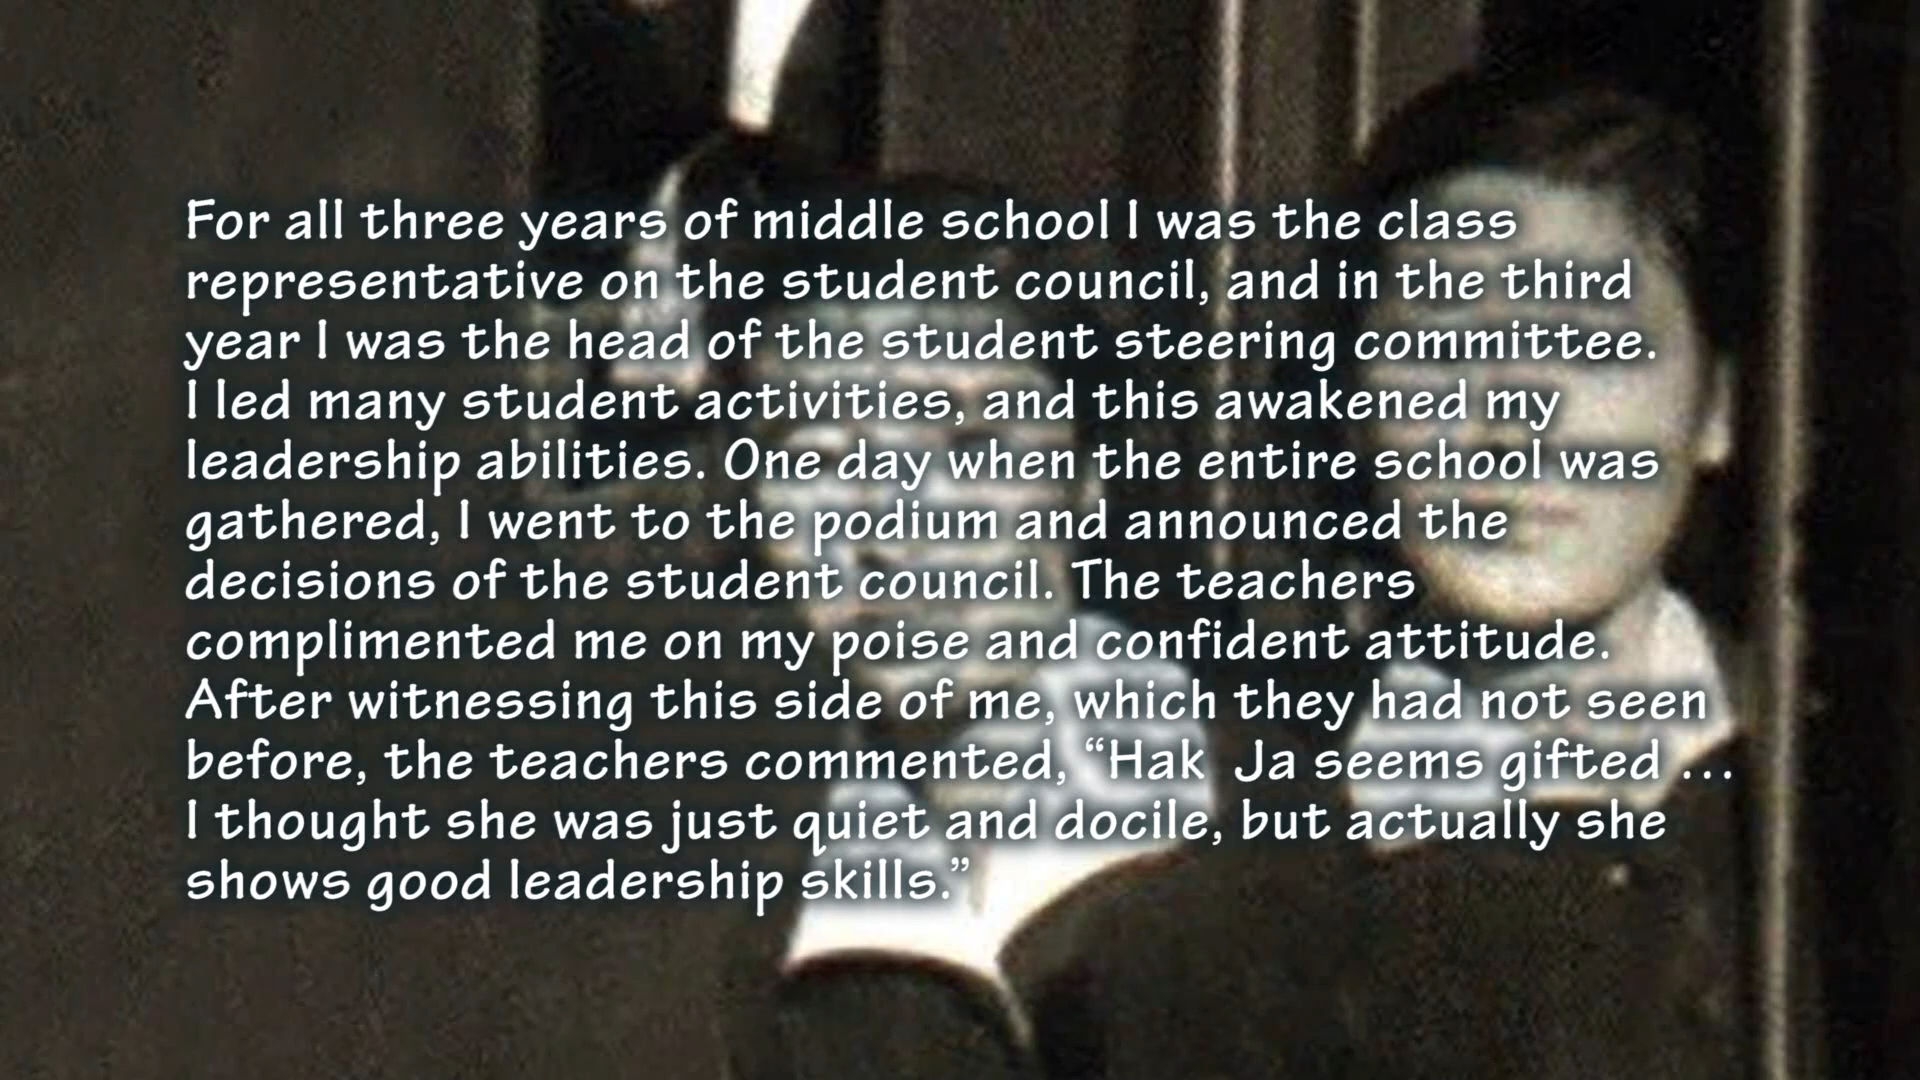 For all three years of middle school I was the class
representative on the student council, and in the third
year I was the head of the student steering committee.
I led many student activities, and this awakened my
leadership abilities. One day when the entire school was
gathered, I went to the podium and announced the
decisions of the student council. The teachers
complimented me on my poise and confident attitude.
After witnessing this side of me, which they had not seen
before, the teachers commented, “Hak  Ja seems gifted ...
I thought she was just quiet and docile, but actually she
shows good leadership skills.”